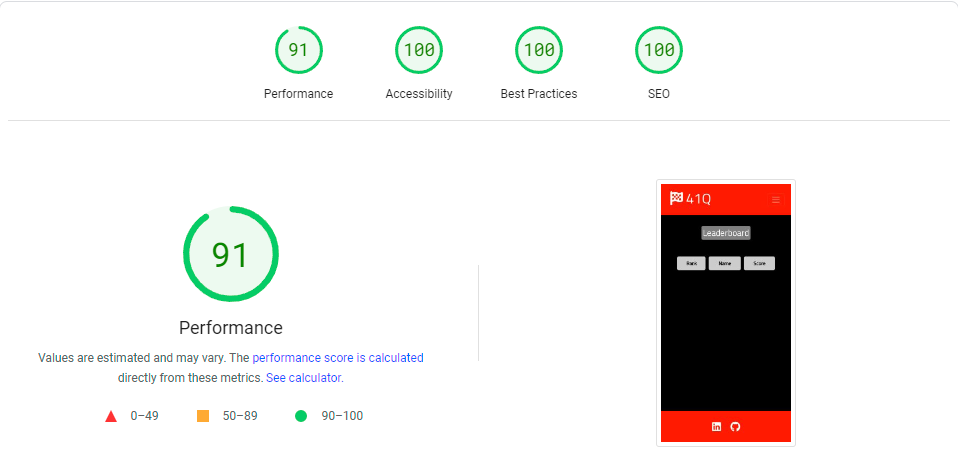 91 100 100 100
Performance Accessibility Best Practices SEO
91
Performance
Values are estimated and may vary. The performance score is calculated
directly from these metrics. See calculator.
0–49 50–89 90–100
41Q
Leaderboard
Rank Name Score